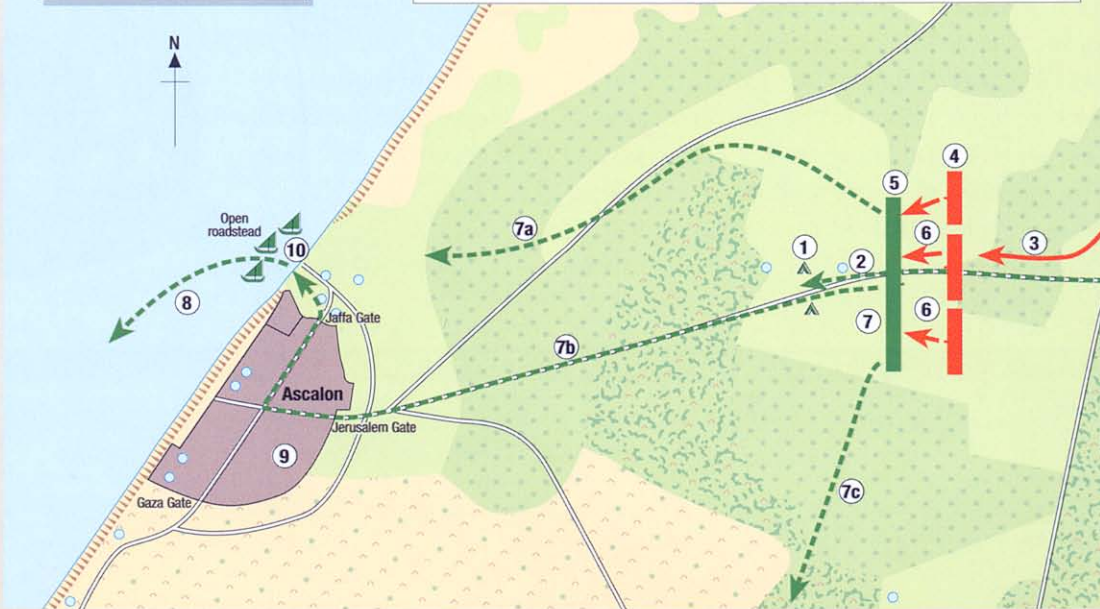 N
4
5
Open
roadstead
7a
6
3
10
1
2
8
6
7
Jaffa Gate
7b
Ascalon
Jerusalem Gate
9
7c
Gaza Gate